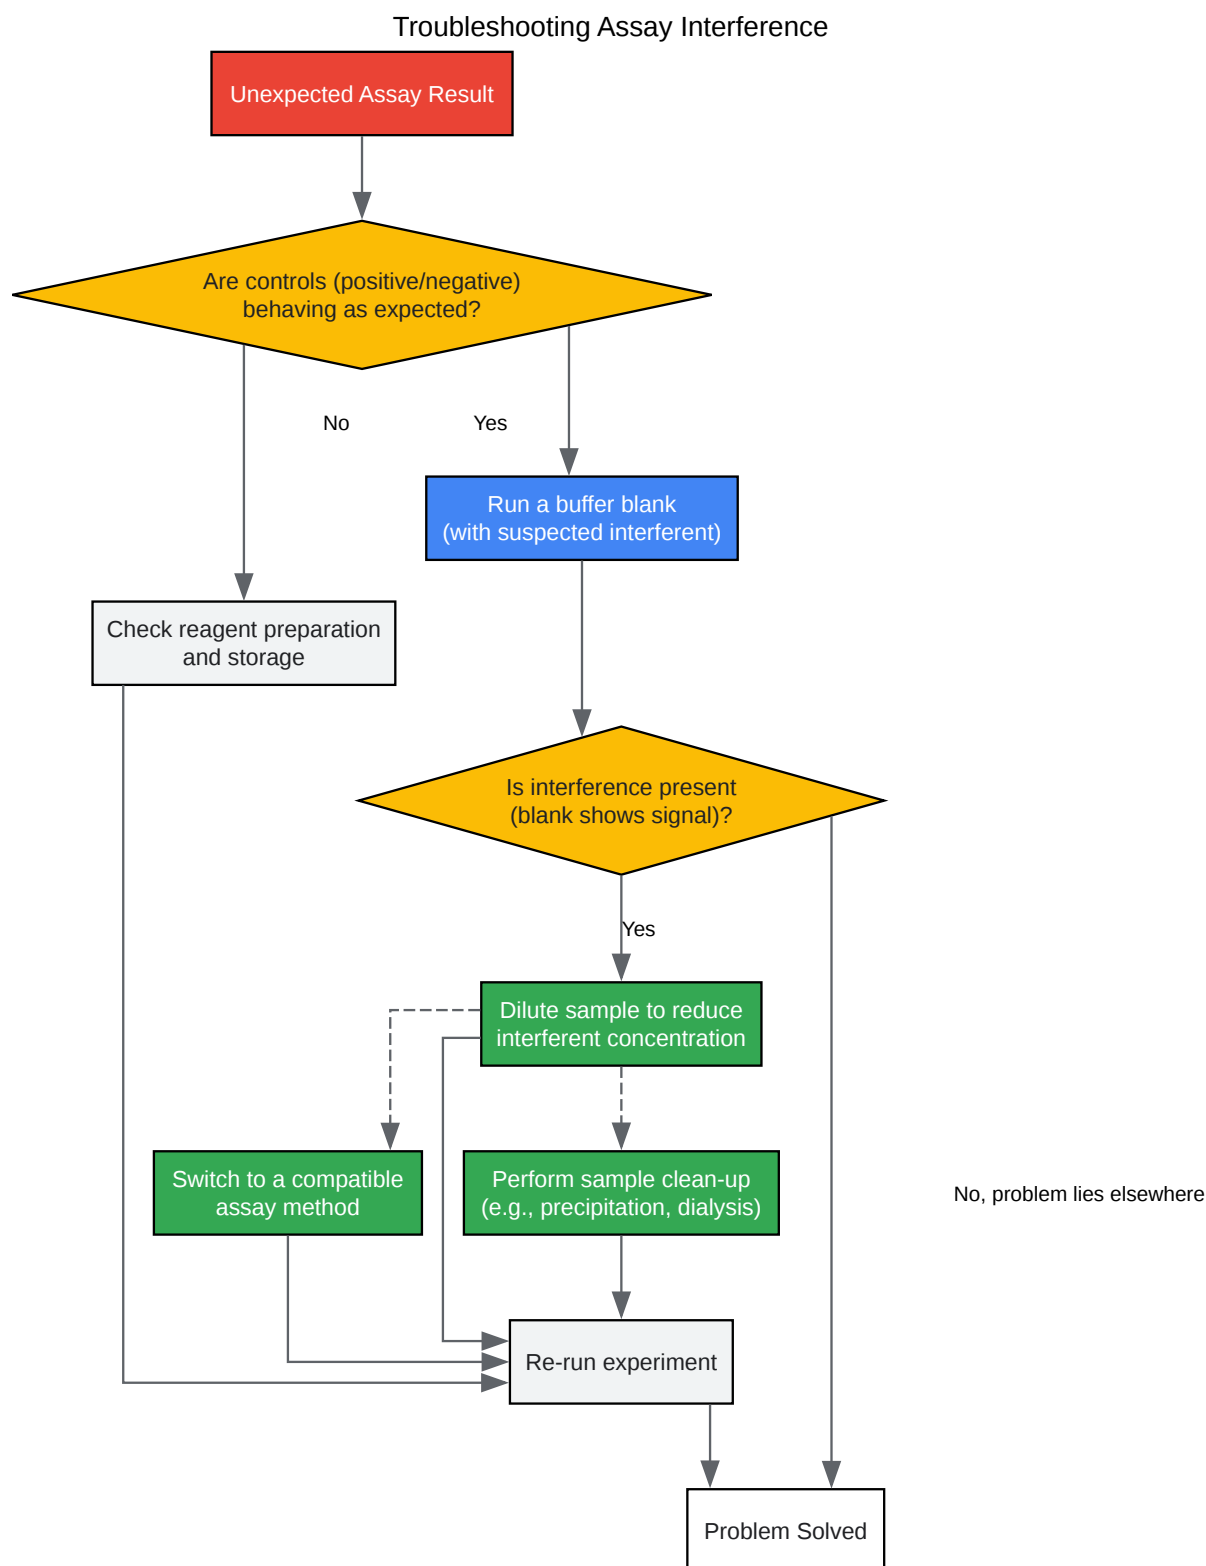 Troubleshooting Assay Interference
Unexpected Assay Result
Are controls (positive/negative)
behaving as expected?
No
Yes
Run a buffer blank
(with suspected interferent)
Check reagent preparation
and storage
Is interference present
(blank shows signal)?
Yes
Dilute sample to reduce
interferent concentration
Switch to a compatible
assay method
Perform sample clean-up
(e.g., precipitation, dialysis)
No, problem lies elsewhere
Re-run experiment
Problem Solved